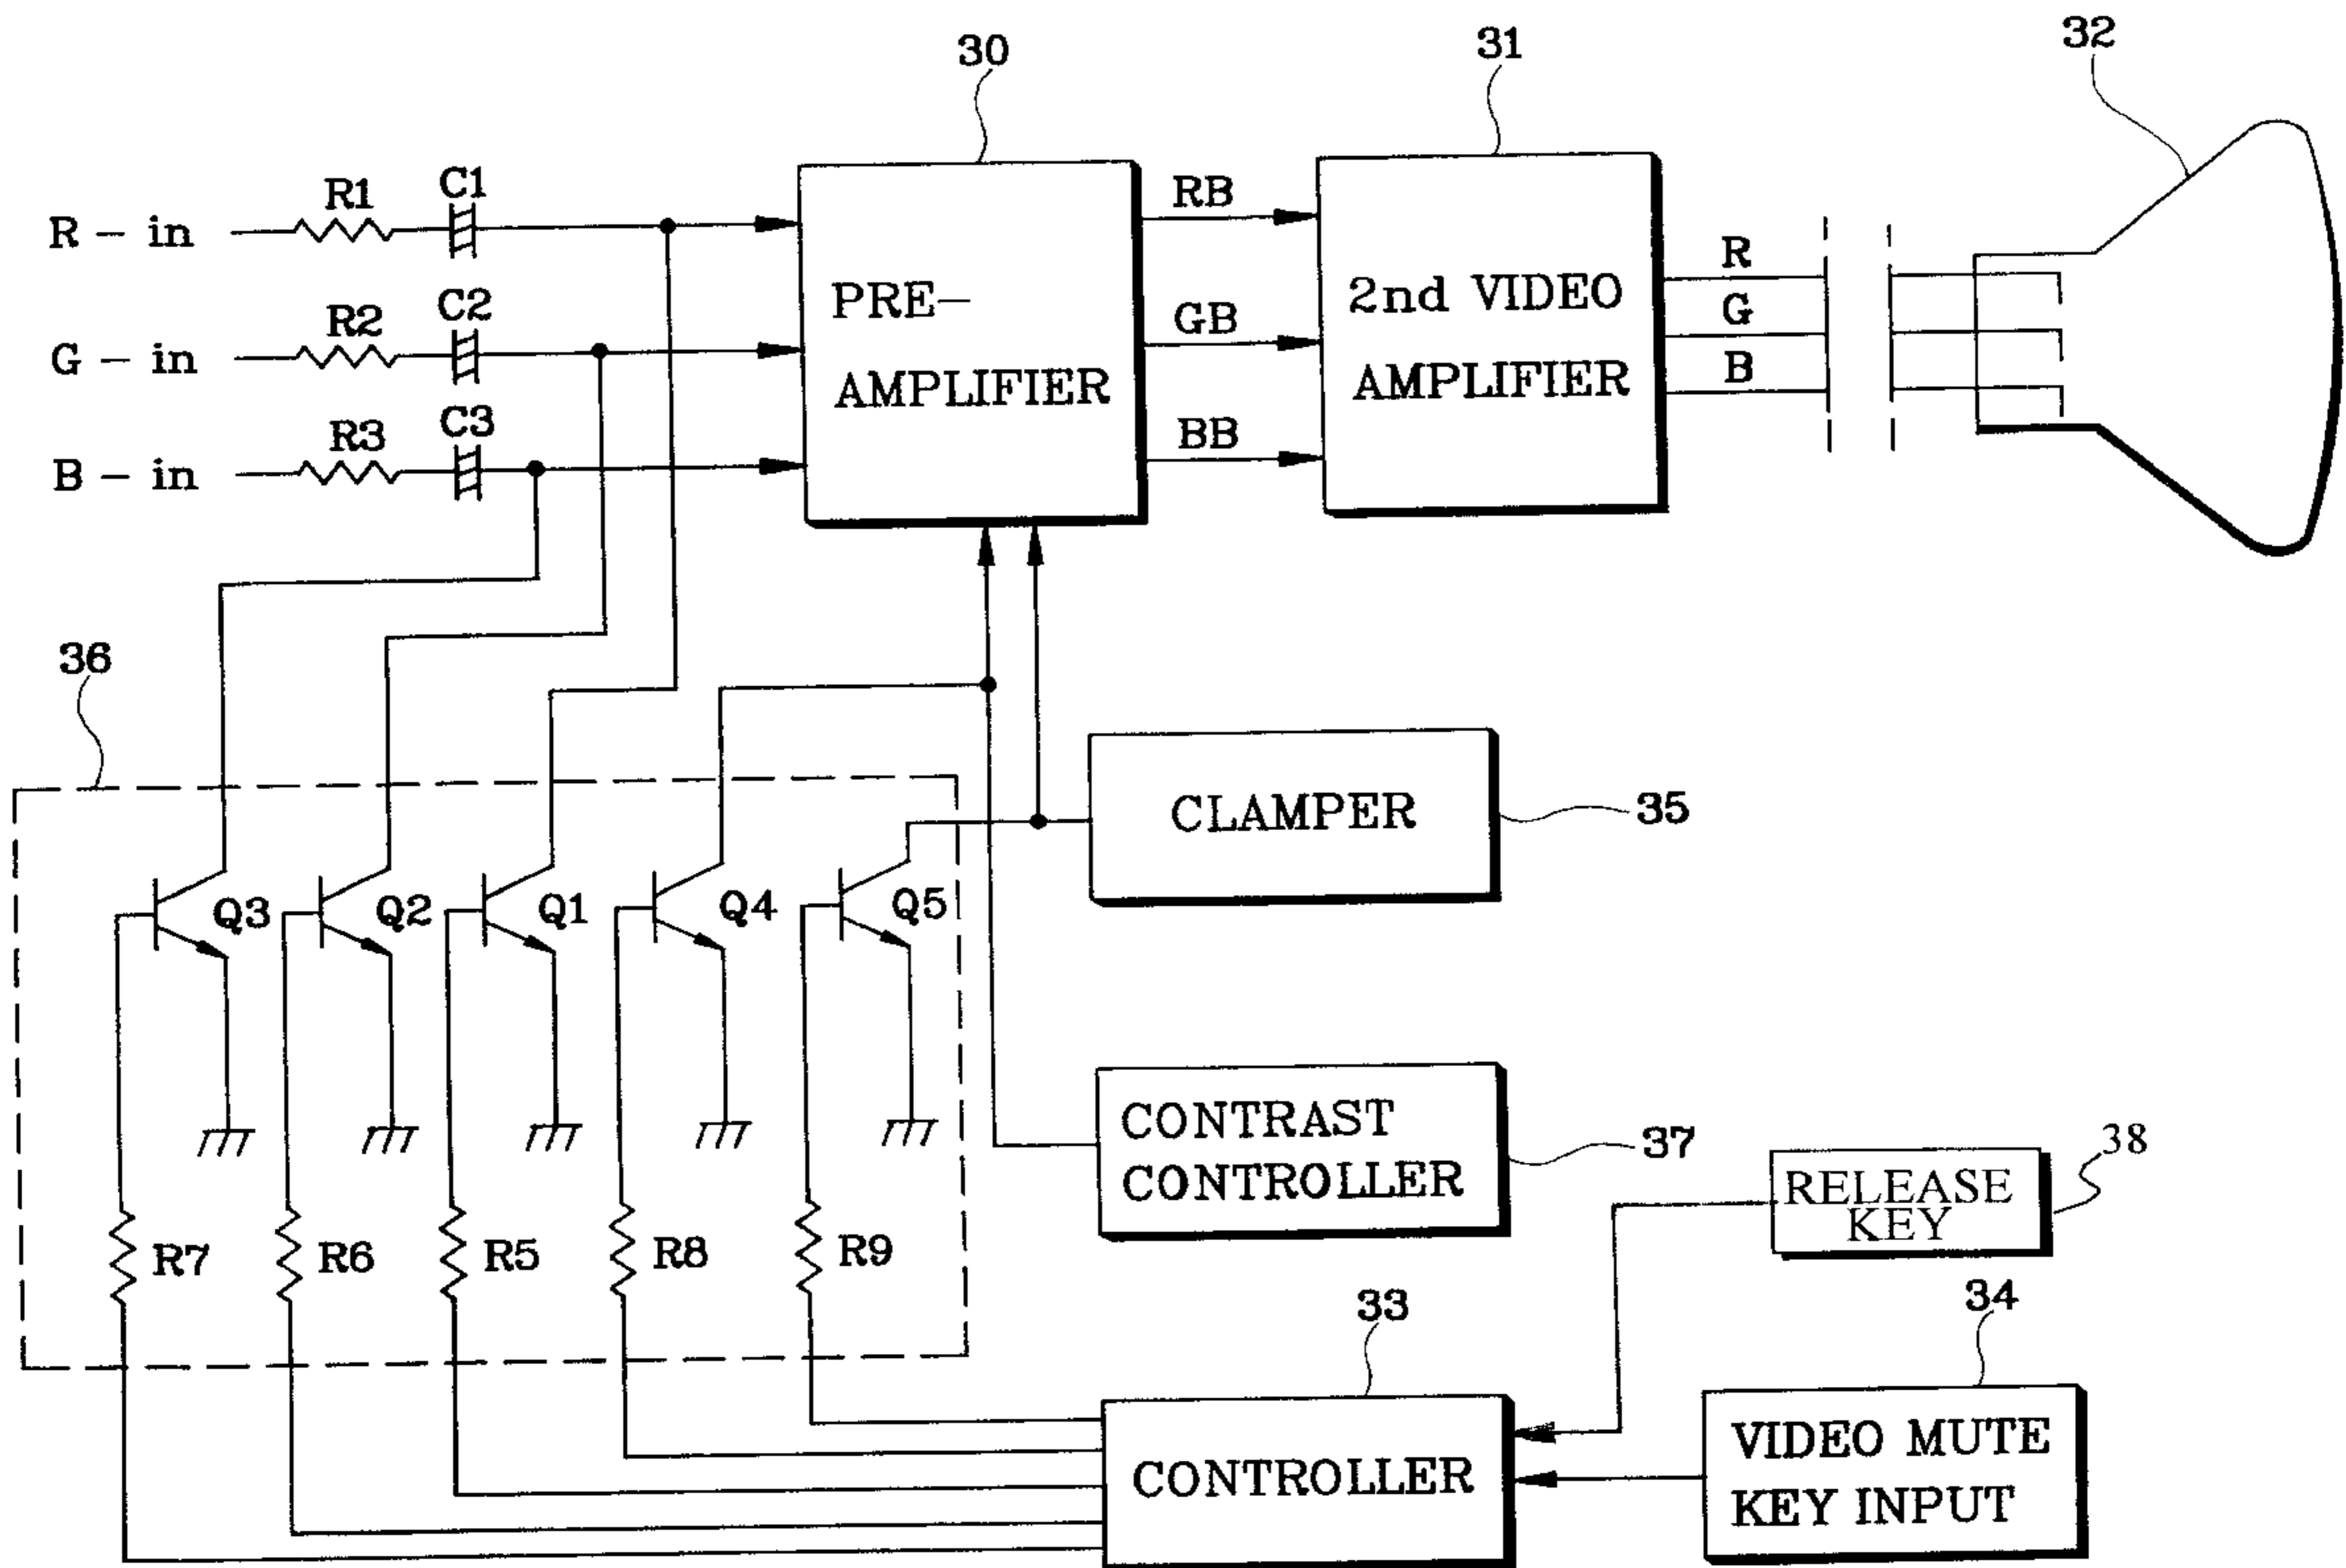 30
31
32
R - in
R1
C1
G - in
R2
C2
B - in
R3
C3
PRE-
AMPLIFIER
RB
GB
BB
2nd VIDEO
AMPLIFIER
R
G
B
36
CLAMPER
35
Q3
Q2
Q1
Q4
Q5
CONTRAST
CONTROLLER
37
RELEASE
KEY
38
R7
R6
R5
R8
R9
33
34
CONTROLLER
VIDEO MUTE
KEY INPUT